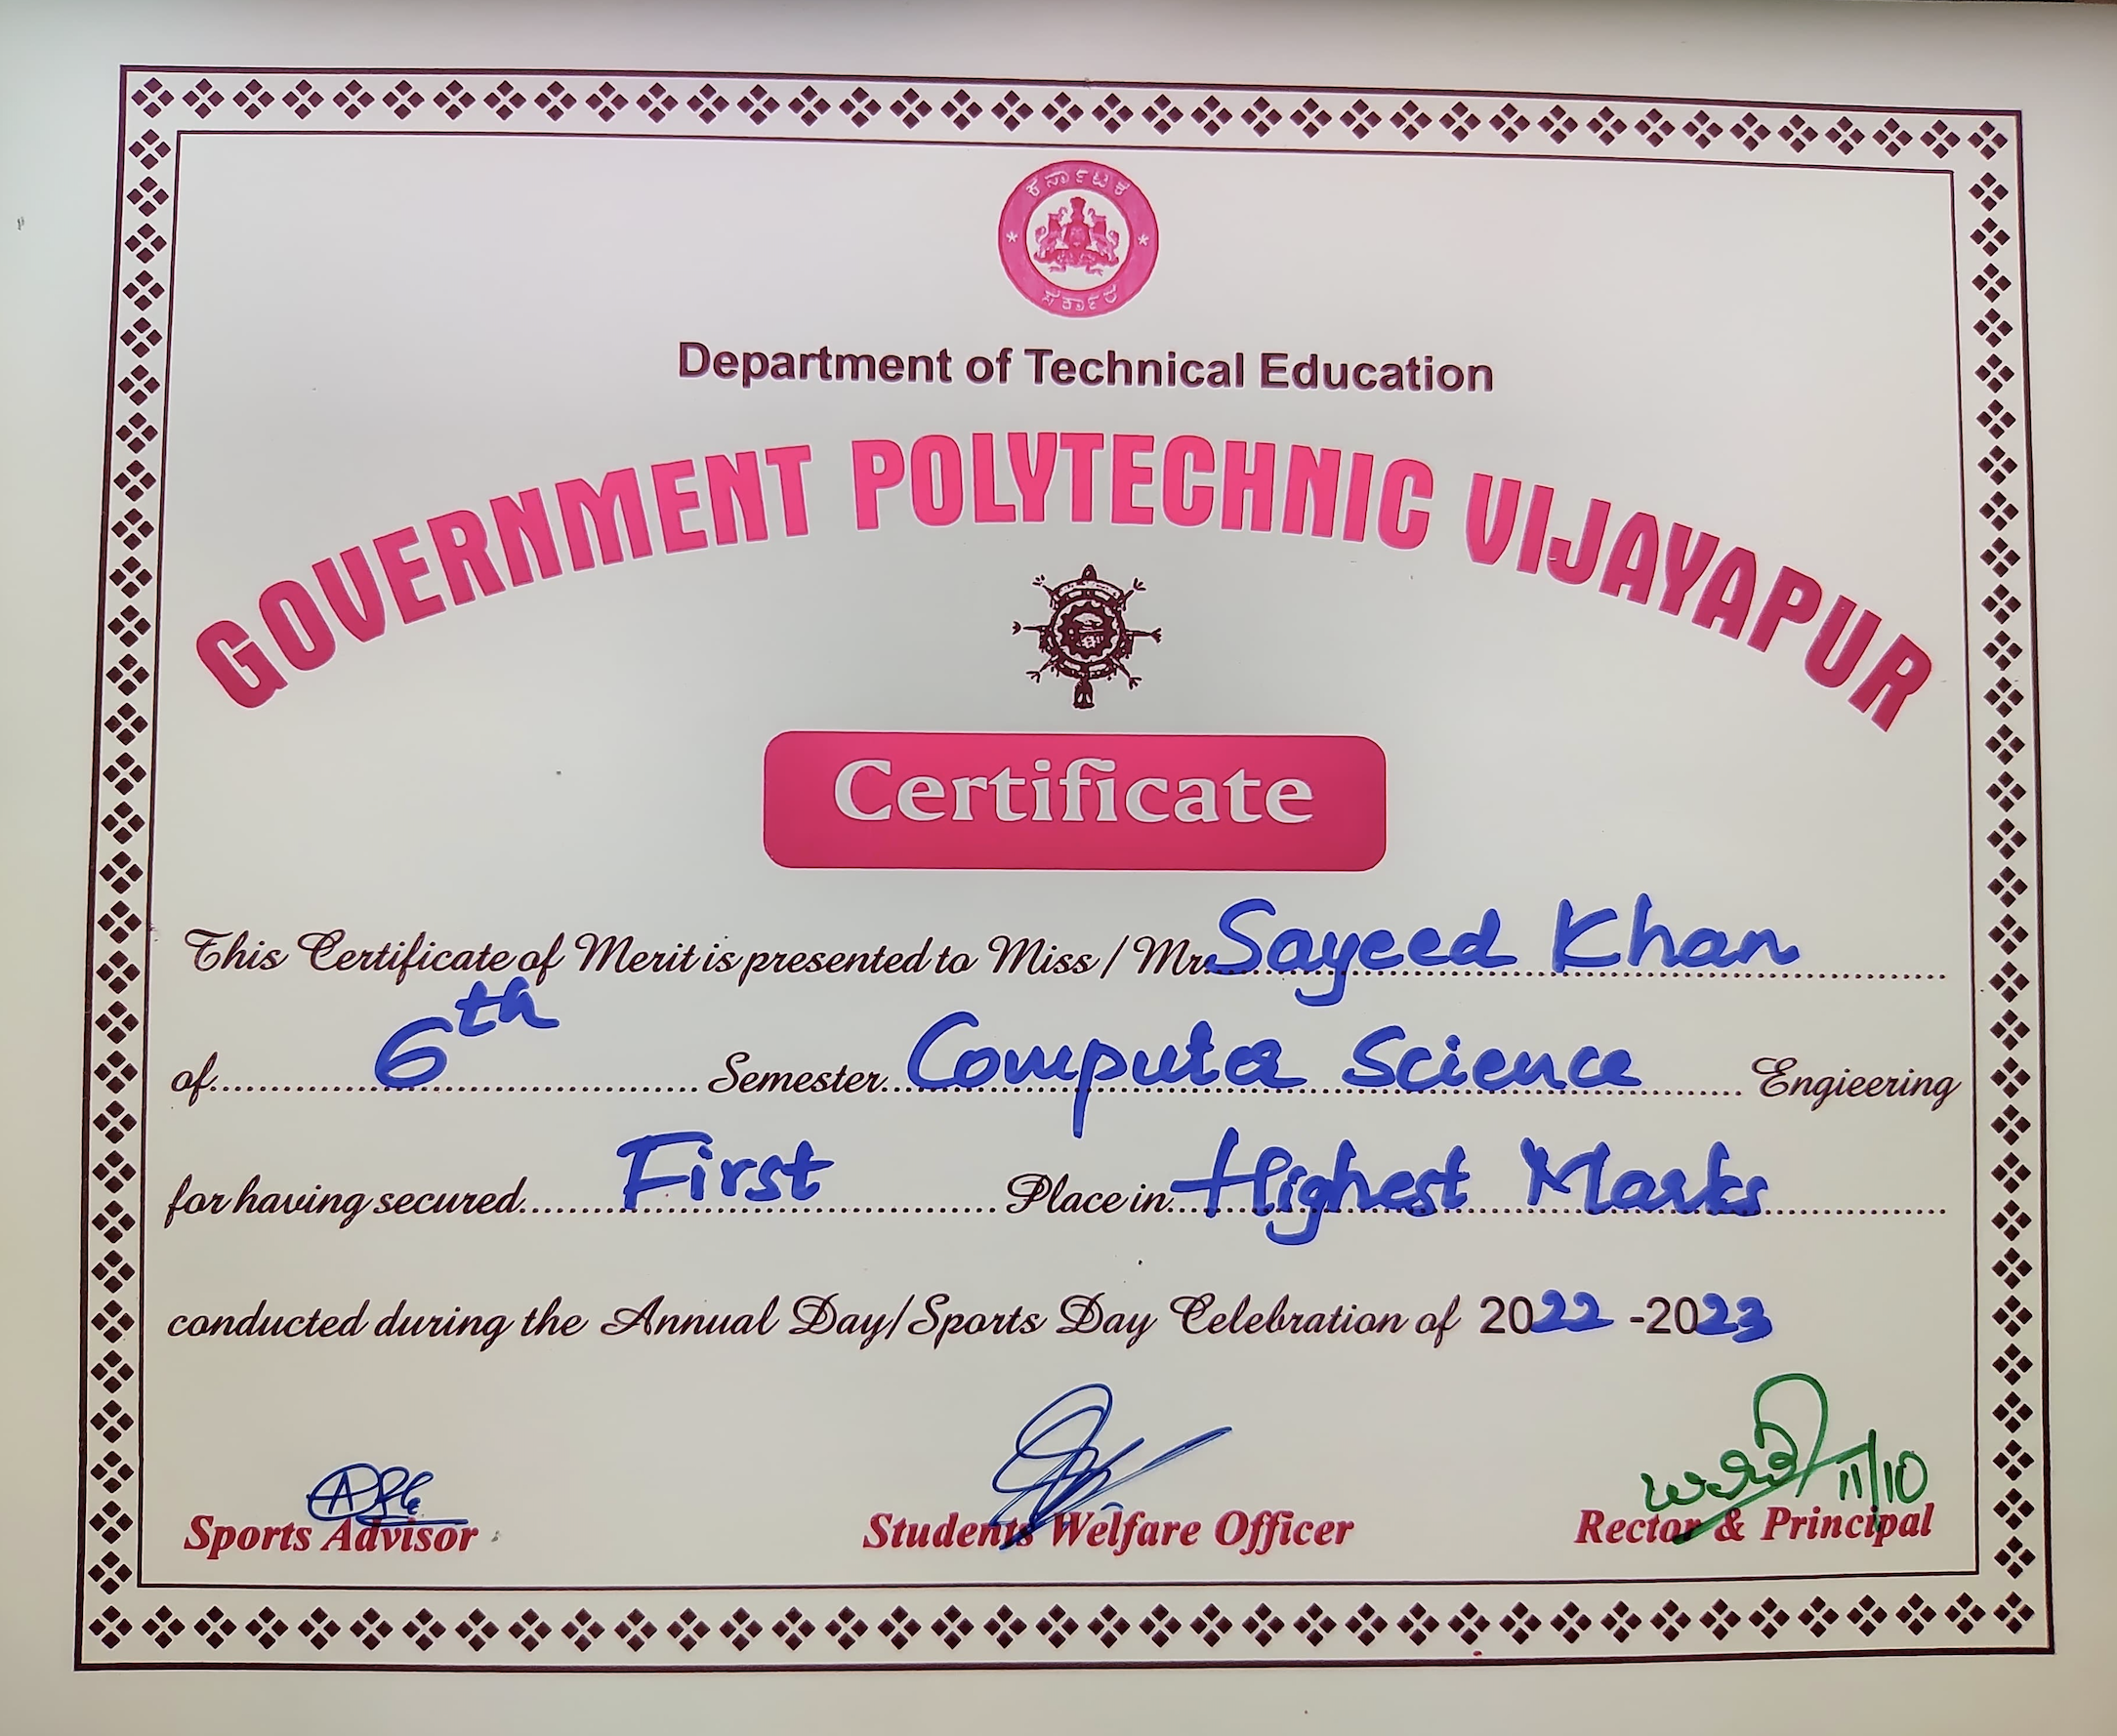 ಕರ್ನಾಟಕ
ಸರ್ಕಾರ
Department of Technical Education
GOVERNMENT POLYTECHNIC VIJAYAPUR
Certificate
This Certificate of Merit is presented to Miss / Mr. Sayeed Khan
of 6th Semester Computer Science Engieering
for having secured First Place in Highest Marks
conducted during the Annual Day/Sports Day Celebration of 2022 -2023
11/10
Sports Advisor Students Welfare Officer Rector & Principal